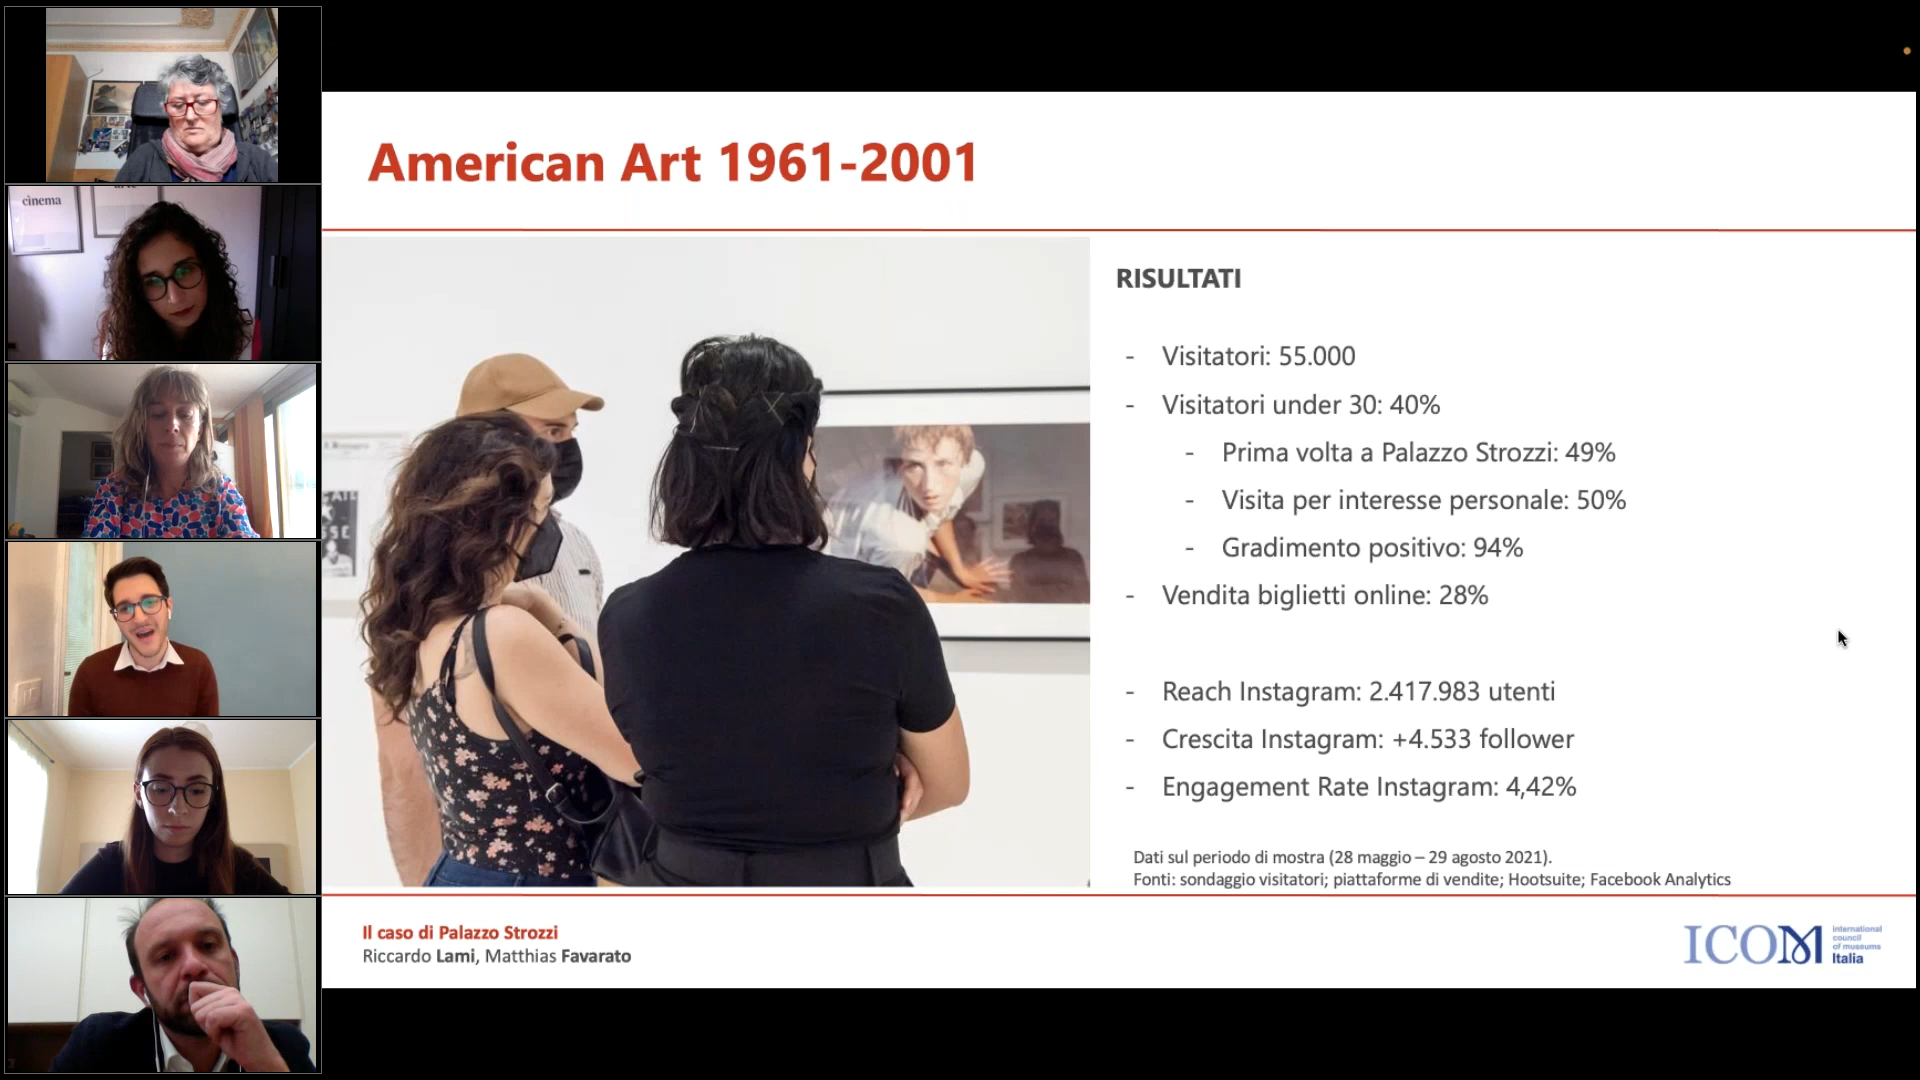 cinema
American Art 1961-2001
RISULTATI
- Visitatori: 55.000
- Visitatori under 30: 40%
- Prima volta a Palazzo Strozzi: 49%
- Visita per interesse personale: 50%
- Gradimento positivo: 94%
- Vendita biglietti online: 28%
- Reach Instagram: 2.417.983 utenti
- Crescita Instagram: +4.533 follower
- Engagement Rate Instagram: 4,42%
Dati sul periodo di mostra (28 maggio – 29 agosto 2021).
Fonti: sondaggio visitatori; piattaforme di vendite; Hootsuite; Facebook Analytics
Il caso di Palazzo Strozzi
Riccardo Lami, Matthias Favarato
ICOM
international
council
of museums
Italia